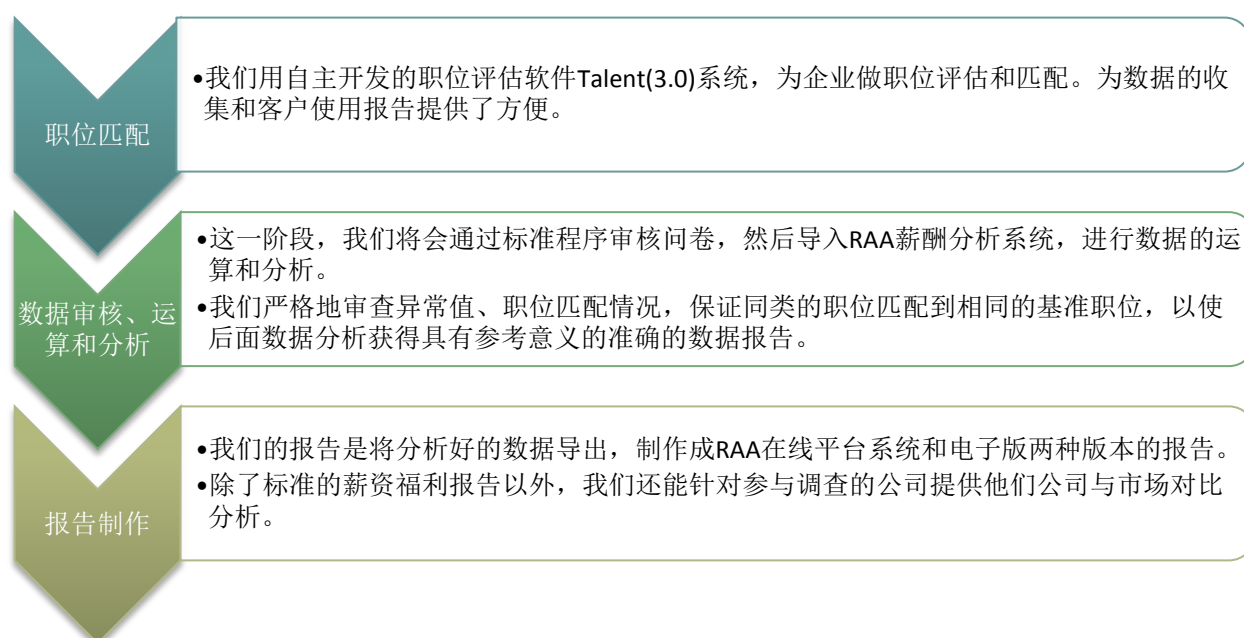 职位匹配
•我们用自主开发的职位评估软件Talent(3.0)系统，为企业做职位评估和匹配。为数据的收
集和客户使用报告提供了方便。
数据审核、运
算和分析
•这一阶段，我们将会通过标准程序审核问卷，然后导入RAA薪酬分析系统，进行数据的运
算和分析。
•我们严格地审查异常值、职位匹配情况，保证同类的职位匹配到相同的基准职位，以使
后面数据分析获得具有参考意义的准确的数据报告。
报告制作
•我们的报告是将分析好的数据导出，制作成RAA在线平台系统和电子版两种版本的报告。
•除了标准的薪资福利报告以外，我们还能针对参与调查的公司提供他们公司与市场对比
分析。